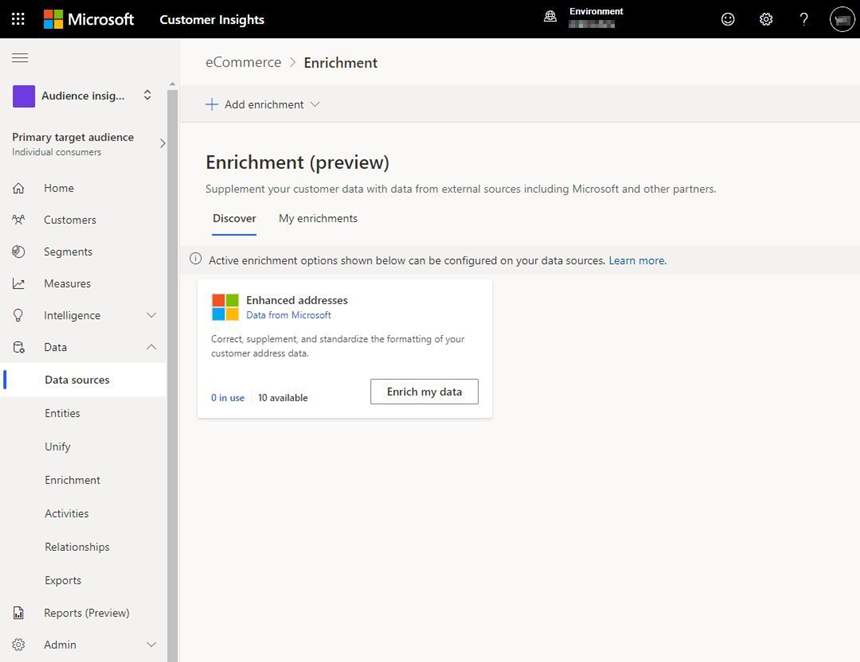 Microsoft
Customer Insights
Environment
?
Audience insig...
Primary target audience
Individual consumers
Home
Customers
Segments
Measures
Intelligence
Data
Data sources
Entities
Unify
Enrichment
Activities
Relationships
Exports
Reports (Preview)
Admin
eCommerce > Enrichment
+ Add enrichment
Enrichment (preview)
Supplement your customer data with data from external sources including Microsoft and other partners.
Discover My enrichments
Active enrichment options shown below can be configured on your data sources. Learn more.
Enhanced addresses
Data from Microsoft
Correct, supplement, and standardize the formatting of your
customer address data.
0 in use 10 available
Enrich my data